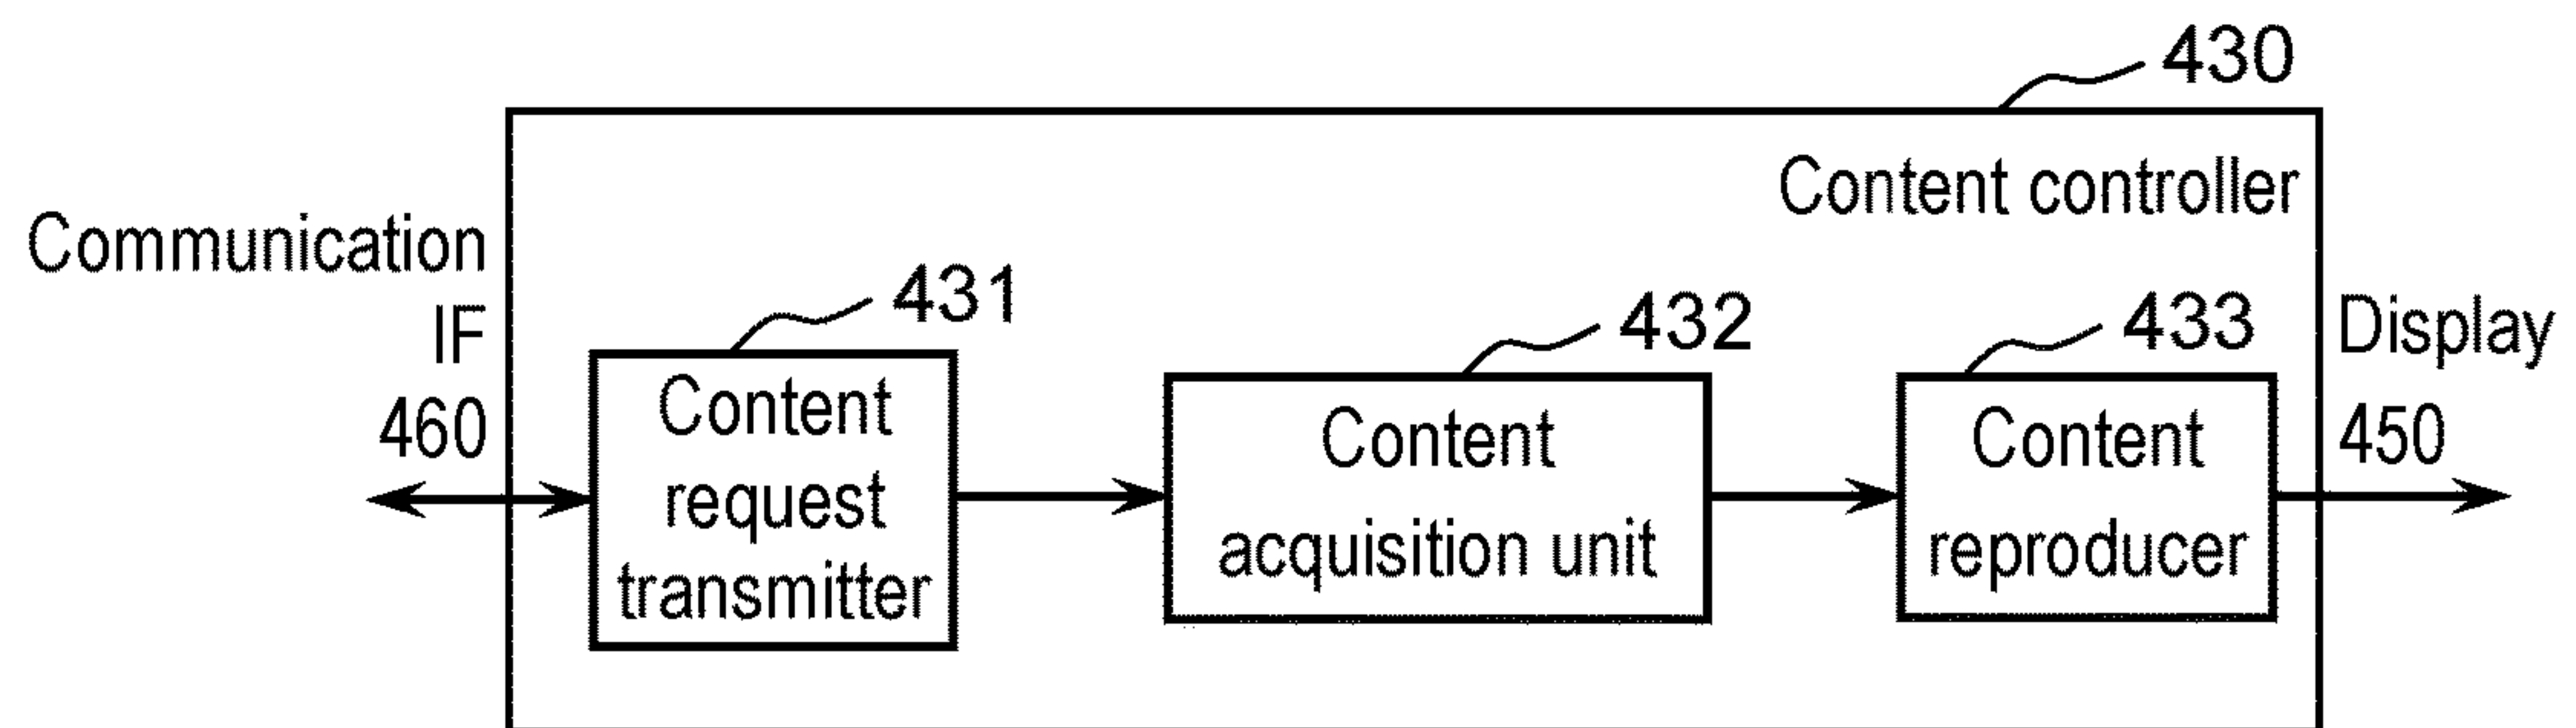 430
Content controller
Communication
IF
460
431
Content
request
transmitter
432
Content
acquisition unit
433
Content
reproducer
Display
450